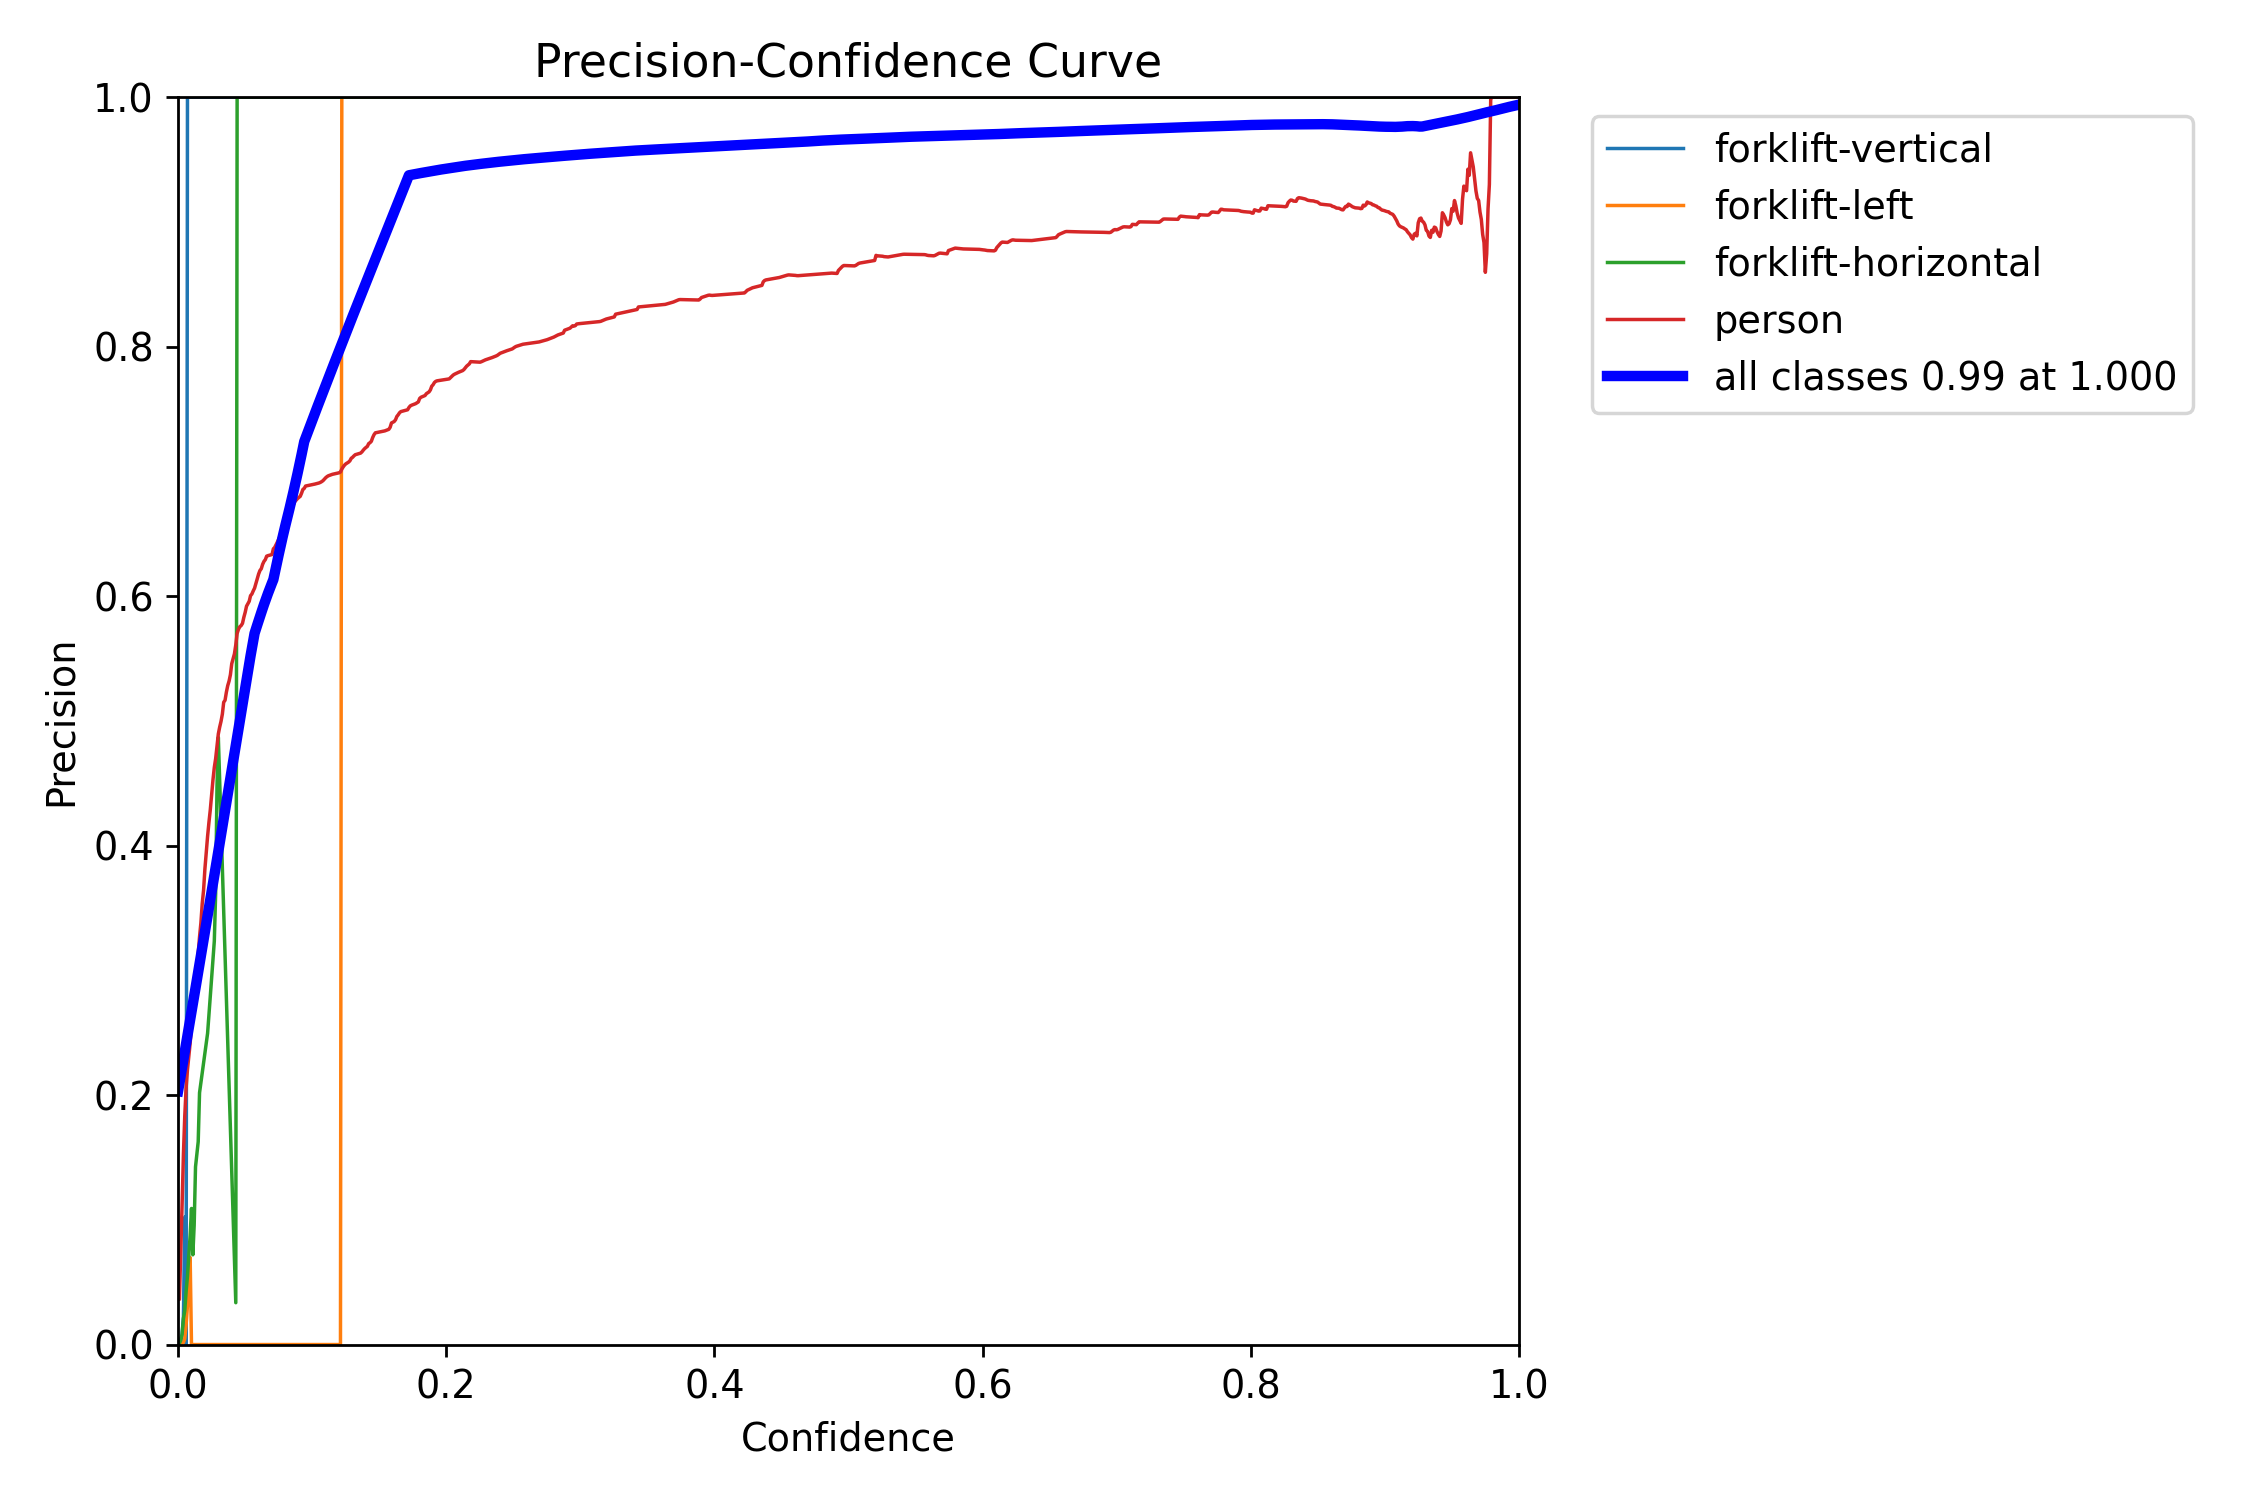 Precision-Confidence Curve
1.0
0.8
0.6
0.4
0.2
0.0
Precision
0.0 0.2 0.4 0.6 0.8 1.0
Confidence
forklift-vertical
forklift-left
forklift-horizontal
person
all classes 0.99 at 1.000